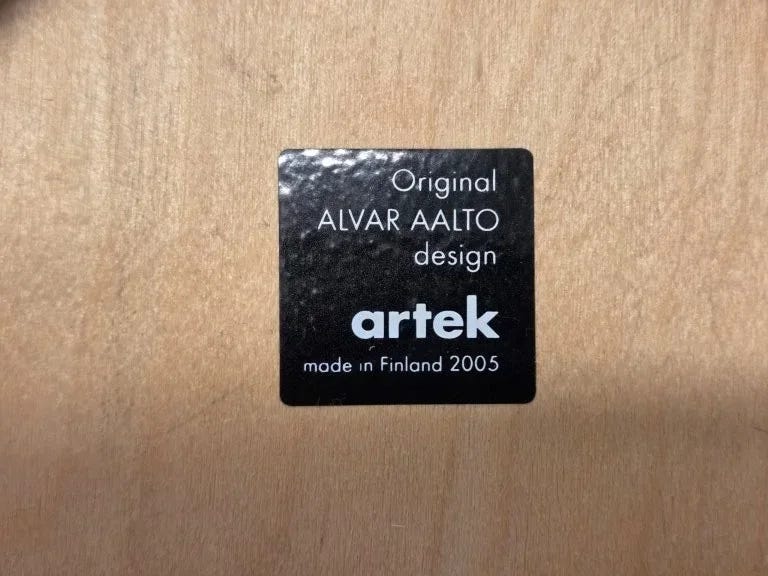 Original
ALVAR AALTO
design
artek
made in Finland 2005